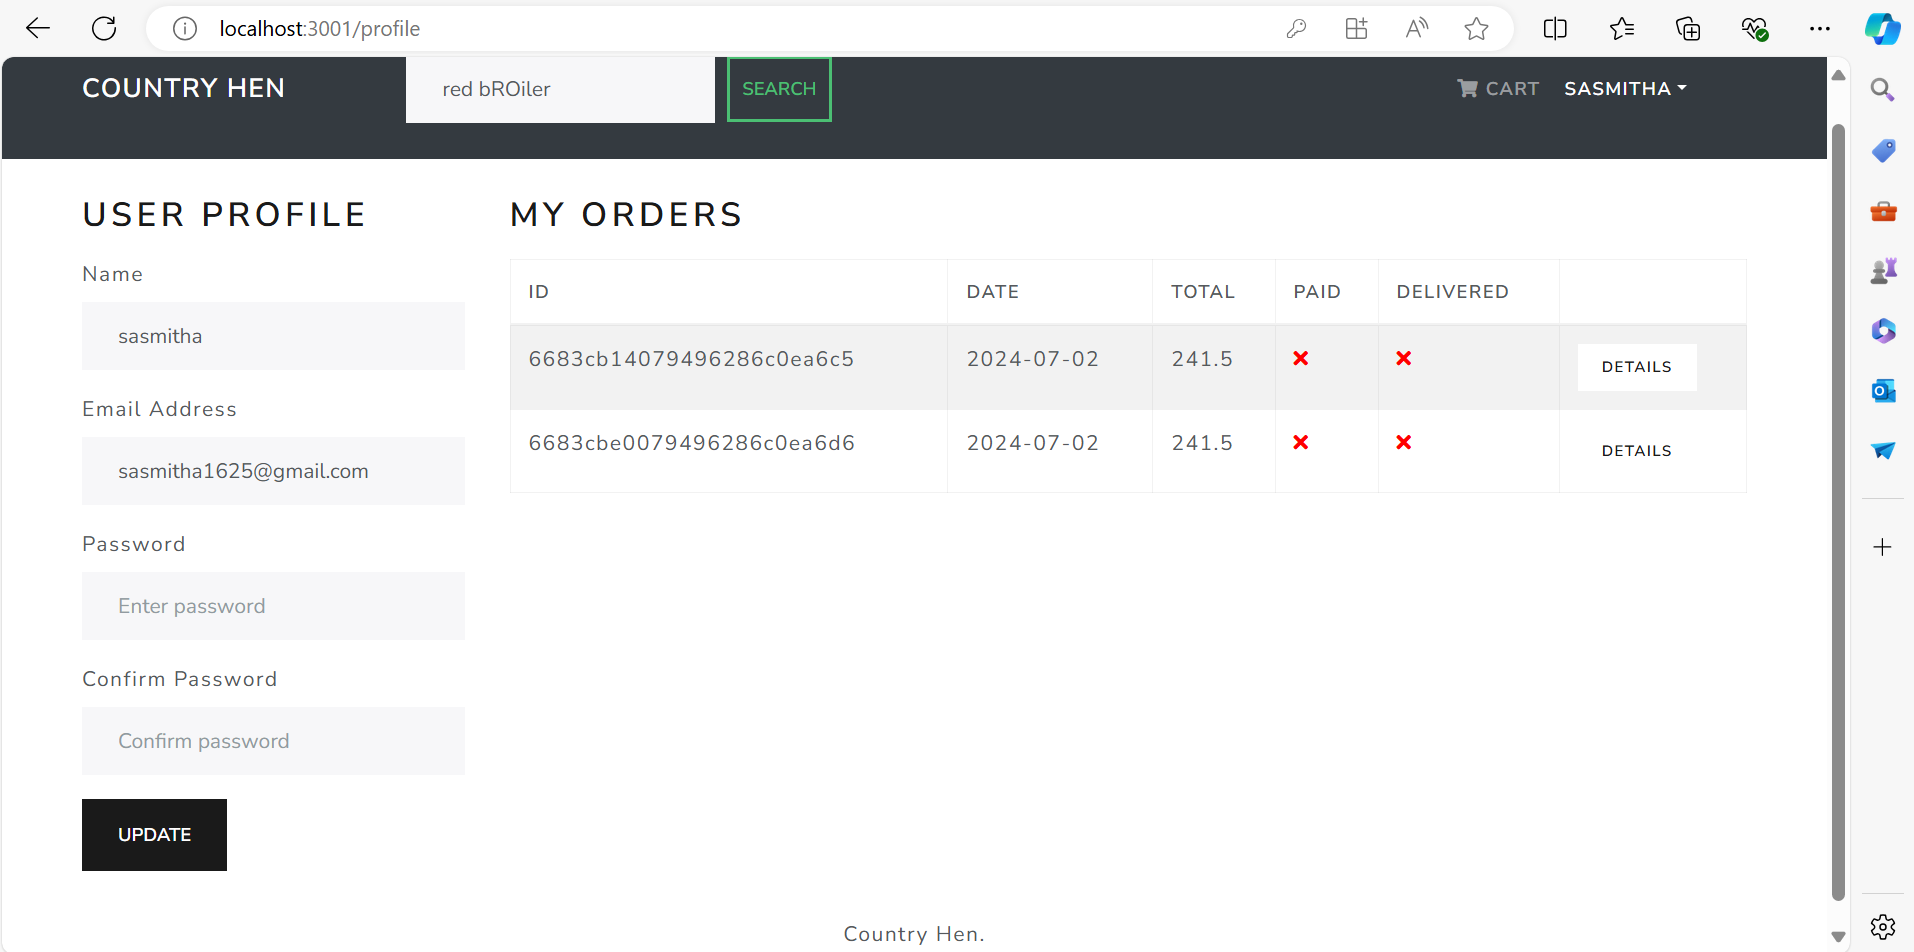 localhost:3001/profile
COUNTRY HEN
red bROiler
SEARCH
CART
SASMITHA
USER PROFILE
Name
sasmitha
Email Address
sasmitha1625@gmail.com
Password
Enter password
Confirm Password
Confirm password
UPDATE
MY ORDERS
ID DATE TOTAL PAID DELIVERED
6683cb14079496286c0ea6c5 2024-07-02 241.5 DETAILS
6683cbe0079496286c0ea6d6 2024-07-02 241.5 DETAILS
Country Hen.